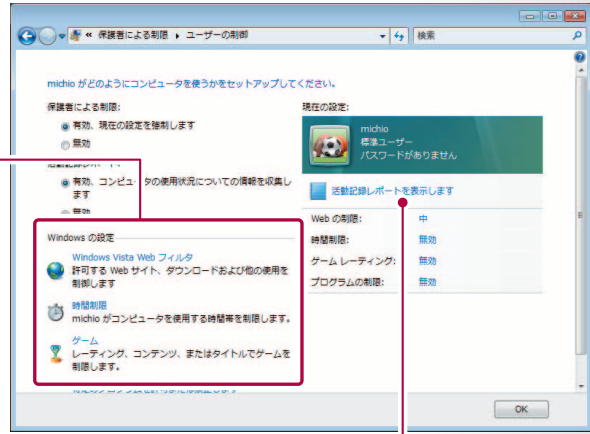 « 保護者による制限 ▸ ユーザーの制御
検索
michio がどのようにコンピュータを使うかをセットアップしてください。
保護者による制限:
有効、現在の設定を強制します
無効
有効、コンピュータの使用状況についての情報を収集し
ます
無効
Windows の設定
Windows Vista Web フィルタ
許可する Web サイト、ダウンロードおよび他の使用を
制御します
時間制限
michio がコンピュータを使用する時間帯を制限します。
ゲーム
レーティング、コンテンツ、またはタイトルでゲームを
制限します。
現在の設定:
michio
標準ユーザー
パスワードがありません
活動記録レポートを表示します
Web の制限: 中
時間制限: 無効
ゲーム レーティング: 無効
プログラムの制限: 無効
OK